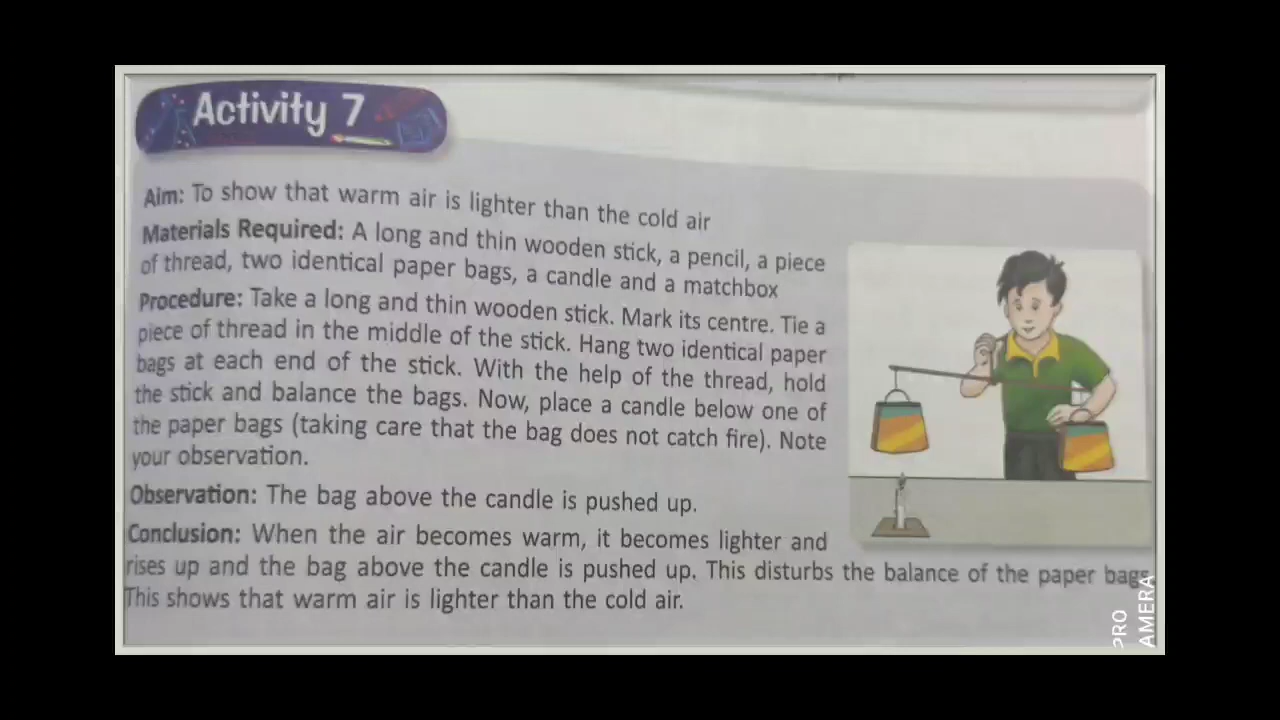 Activity 7
Aim: To show that warm air is lighter than the cold air
Materials Required: A long and thin wooden stick, a pencil, a piece
of thread, two identical paper bags, a candle and a matchbox
Procedure: Take a long and thin wooden stick. Mark its centre. Tie a
piece of thread in the middle of the stick. Hang two identical paper
bags at each end of the stick. With the help of the thread, hold
the stick and balance the bags. Now, place a candle below one of
the paper bags (taking care that the bag does not catch fire). Note
your observation.
Observation: The bag above the candle is pushed up.
Conclusion: When the air becomes warm, it becomes lighter and
rises up and the bag above the candle is pushed up. This disturbs the balance of the paper bags
This shows that warm air is lighter than the cold air.
PRO
AMERA